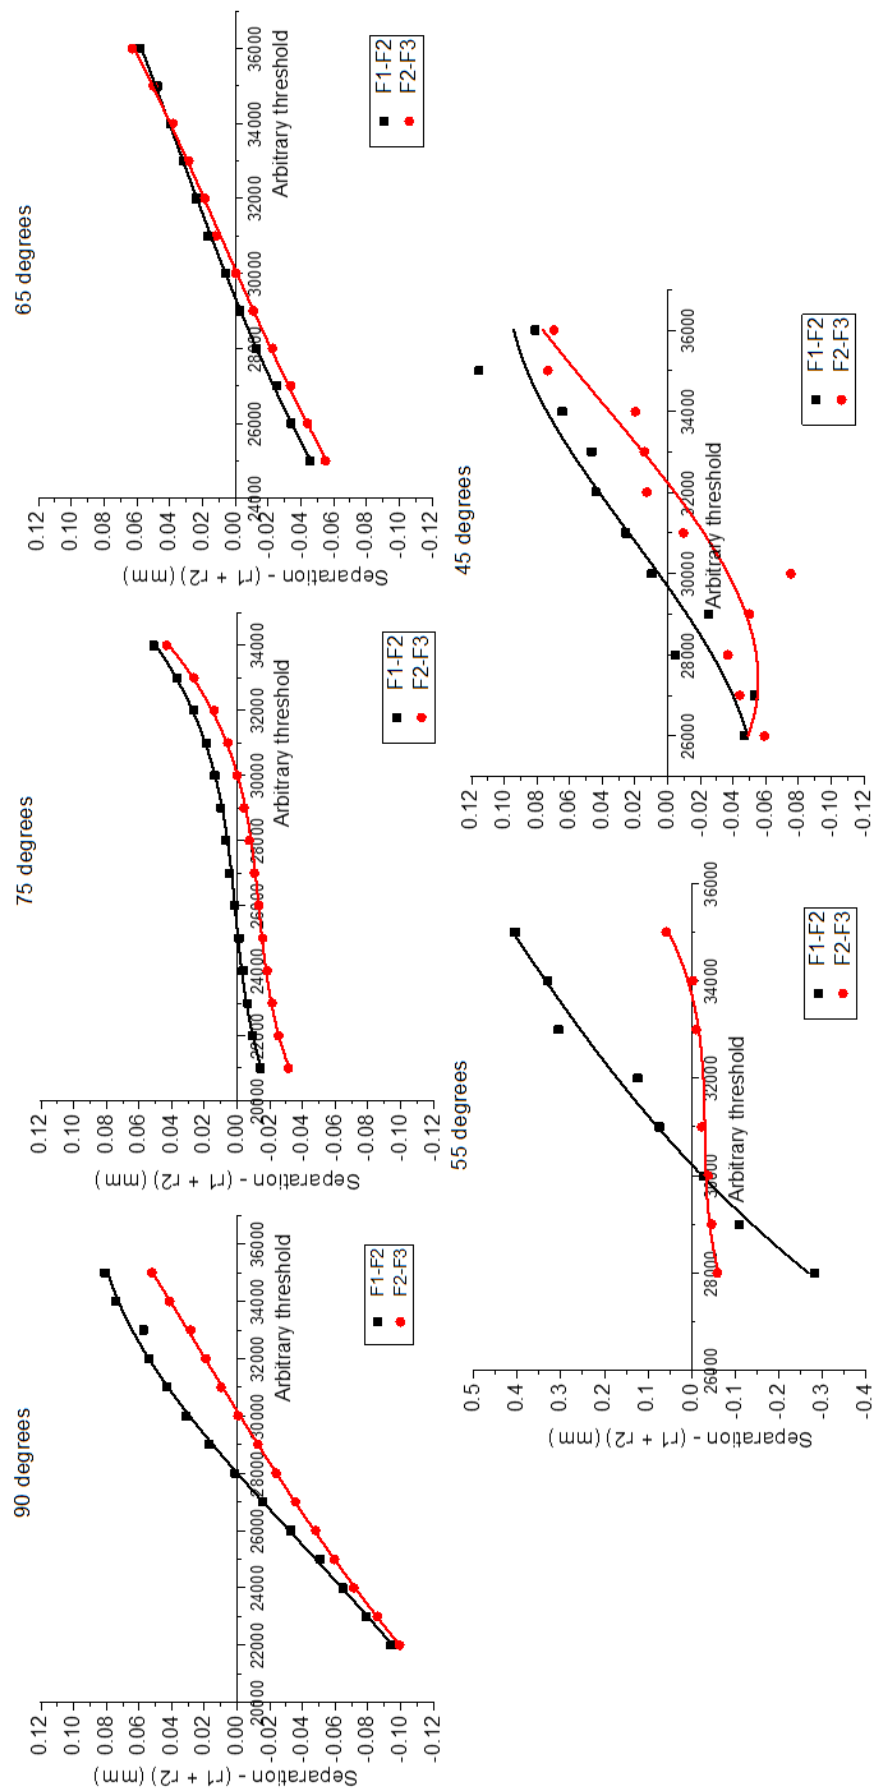 90 degrees
0.12
0.10
0.08
0.06
0.04
0.02
0.00
-0.02
-0.04
-0.06
-0.08
-0.10
-0.12
Separation - (r1 + r2) (mm)
20000 22000 24000 26000 28000 30000 32000 34000 36000
Arbitrary threshold
F1-F2
F2-F3
75 degrees
0.12
0.10
0.08
0.06
0.04
0.02
0.00
-0.02
-0.04
-0.06
-0.08
-0.10
-0.12
Separation - (r1 + r2) (mm)
20000 22000 24000 26000 28000 30000 32000 34000
Arbitrary threshold
F1-F2
F2-F3
65 degrees
0.12
0.10
0.08
0.06
0.04
0.02
0.00
-0.02
-0.04
-0.06
-0.08
-0.10
-0.12
Separation - (r1 + r2) (mm)
24000 26000 28000 30000 32000 34000 36000
Arbitrary threshold
F1-F2
F2-F3
55 degrees
0.5
0.4
0.3
0.2
0.1
0.0
-0.1
-0.2
-0.3
-0.4
Separation - (r1 + r2) (mm)
26000 28000 30000 32000 34000 36000
Arbitrary threshold
F1-F2
F2-F3
45 degrees
0.12
0.10
0.08
0.06
0.04
0.02
0.00
-0.02
-0.04
-0.06
-0.08
-0.10
-0.12
Separation - (r1 + r2) (mm)
26000 28000 30000 32000 34000 36000
Arbitrary threshold
F1-F2
F2-F3